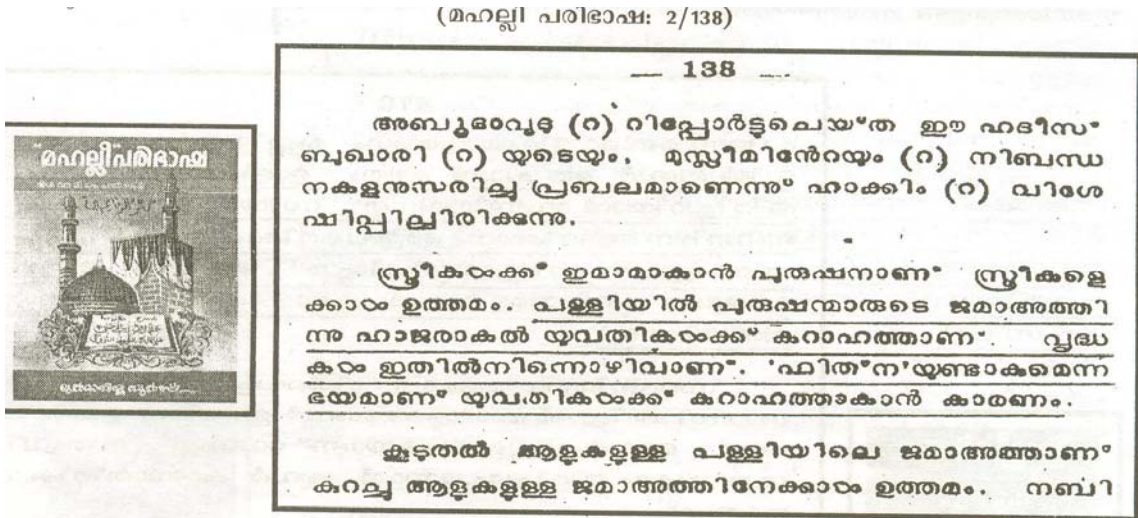 (മഹല്ലി പരിഭാഷ: 2/138)
— 138 —
അബൂദാവൂദ (റ) റിപ്പോർട്ടുചെയ്ത ഈ ഹദീസ്
ബുഖാരി (റ) യുടെയും, മുസ്ലീമിൻേറയും (റ) നിബന്ധ
നകളനുസരിച്ച് പ്രബലമാണെന്നു് ഹാക്കിം (റ) വിശേ
ഷിപ്പിച്ചിരിക്കുന്നു.
സ്ത്രീകൾക്ക് ഇമാമാകാൻ പുരുഷനാണ് സ്ത്രീകളെ
ക്കാൾ ഉത്തമം. പള്ളിയിൽ പുരുഷന്മാരുടെ ജമാഅത്തി
ന്നു ഹാജരാകൽ യുവതികൾക്ക് കറാഹത്താണ്. വൃദ്ധ
കൾ ഇതിൽനിന്നൊഴിവാണ്. 'ഫിത്ന'യുണ്ടാകുമെന്ന
ഭയമാണ് യുവതികൾക്ക് കറാഹത്താകാൻ കാരണം.
കൂടുതൽ ആളുകളുള്ള പള്ളിയിലെ ജമാഅത്താണ്
കുറച്ചു ആളുകളുള്ള ജമാഅത്തിനേക്കാൾ ഉത്തമം. നബി
"മഹല്ലീ"പരിഭാഷ